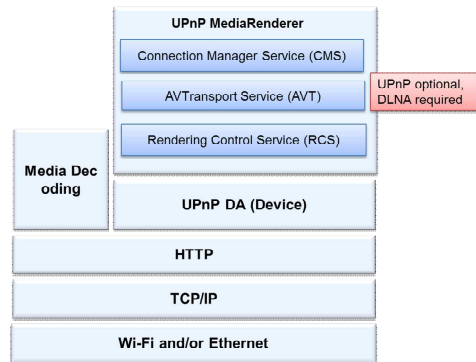 UPnP MediaRenderer
Connection Manager Service (CMS)
AVTransport Service (AVT)
UPnP optional,
DLNA required
Rendering Control Service (RCS)
Media Dec
oding
UPnP DA (Device)
HTTP
TCP/IP
Wi-Fi and/or Ethernet